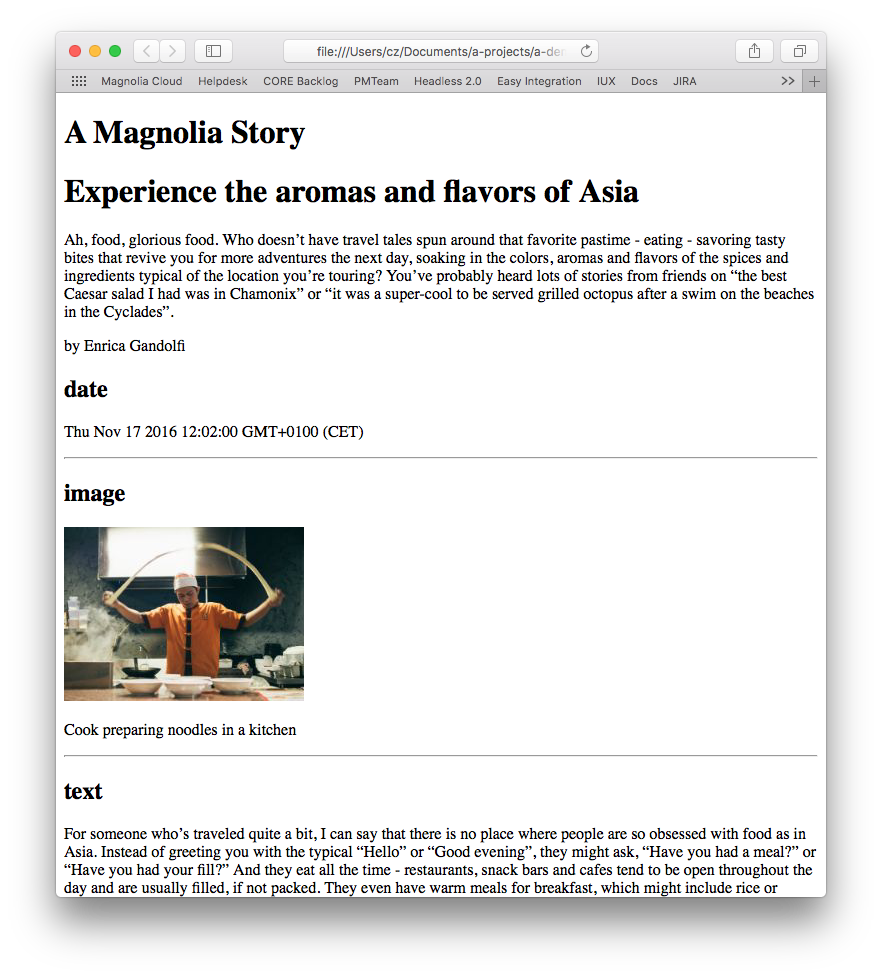 file:///Users/cz/Documents/a-projects/a-der
Magnolia Cloud Helpdesk CORE Backlog PMTeam Headless 2.0 Easy Integration IUX Docs JIRA >> +
A Magnolia Story
Experience the aromas and flavors of Asia
Ah, food, glorious food. Who doesn’t have travel tales spun around that favorite pastime - eating - savoring tasty
bites that revive you for more adventures the next day, soaking in the colors, aromas and flavors of the spices and
ingredients typical of the location you’re touring? You’ve probably heard lots of stories from friends on “the best
Caesar salad I had was in Chamonix” or “it was a super-cool to be served grilled octopus after a swim on the beaches
in the Cyclades”.
by Enrica Gandolfi
date
Thu Nov 17 2016 12:02:00 GMT+0100 (CET)
image
Cook preparing noodles in a kitchen
text
For someone who’s traveled quite a bit, I can say that there is no place where people are so obsessed with food as in
Asia. Instead of greeting you with the typical “Hello” or “Good evening”, they might ask, “Have you had a meal?” or
“Have you had your fill?” And they eat all the time - restaurants, snack bars and cafes tend to be open throughout the
day and are usually filled, if not packed. They even have warm meals for breakfast, which might include rice or